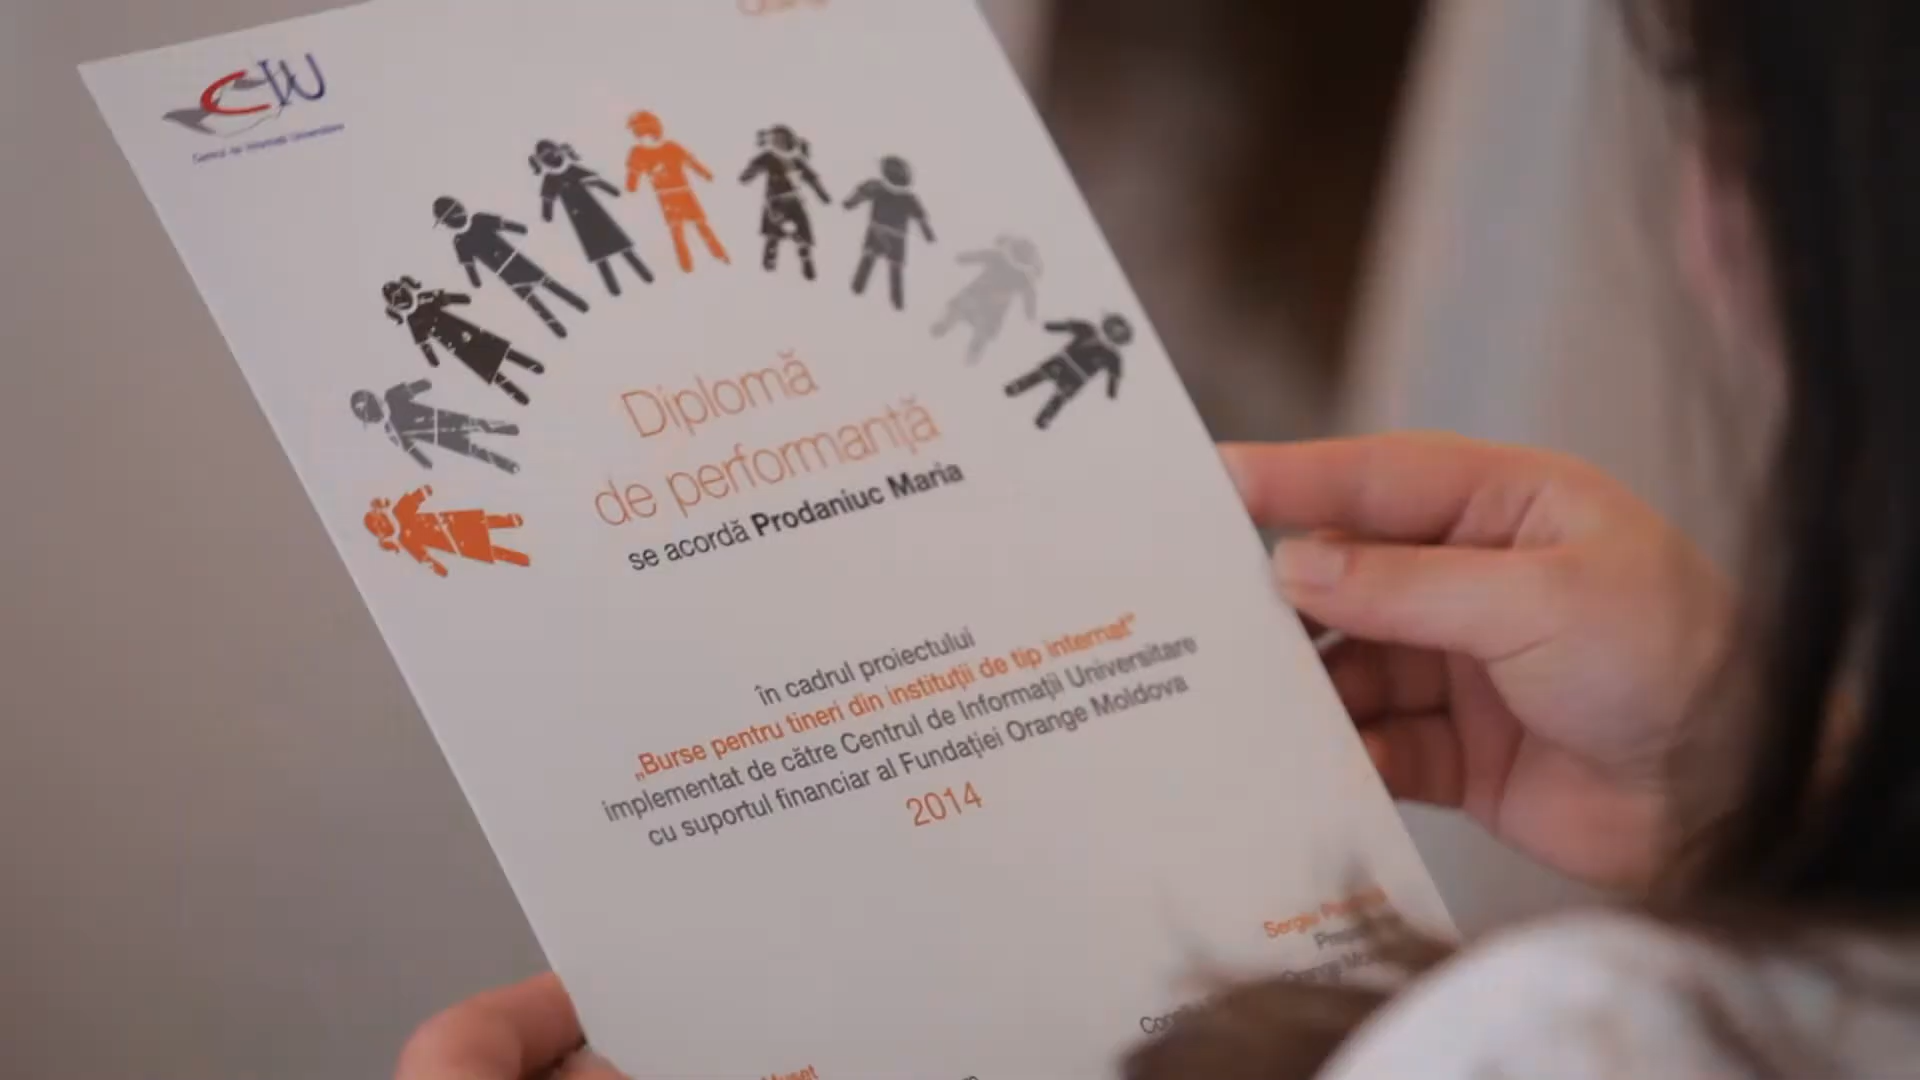 CIU
Diplomă
de performanță
se acordă Prodaniuc Maria
în cadrul proiectului
„Burse pentru tineri din instituții de tip internat”
implementat de către Centrul de Informații Universitare
cu suportul financiar al Fundației Orange Moldova
2014
Sergiu